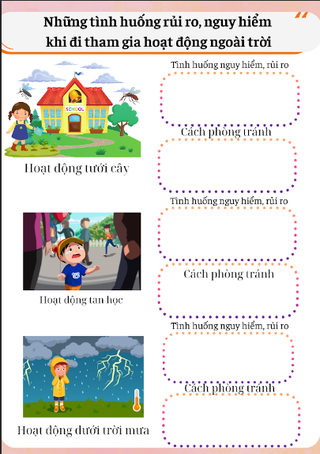 Những tình huống rủi ro, nguy hiểm
khi đi tham gia hoạt động ngoài trời
Tình huống nguy hiểm, rủi ro
SCHOOL
Cách phòng tránh
Hoạt động tưới cây
Tình huống nguy hiểm, rủi ro
Cách phòng tránh
Hoạt động tan học
Tình huống nguy hiểm, rủi ro
Cách phòng tránh
Hoạt động dưới trời mưa